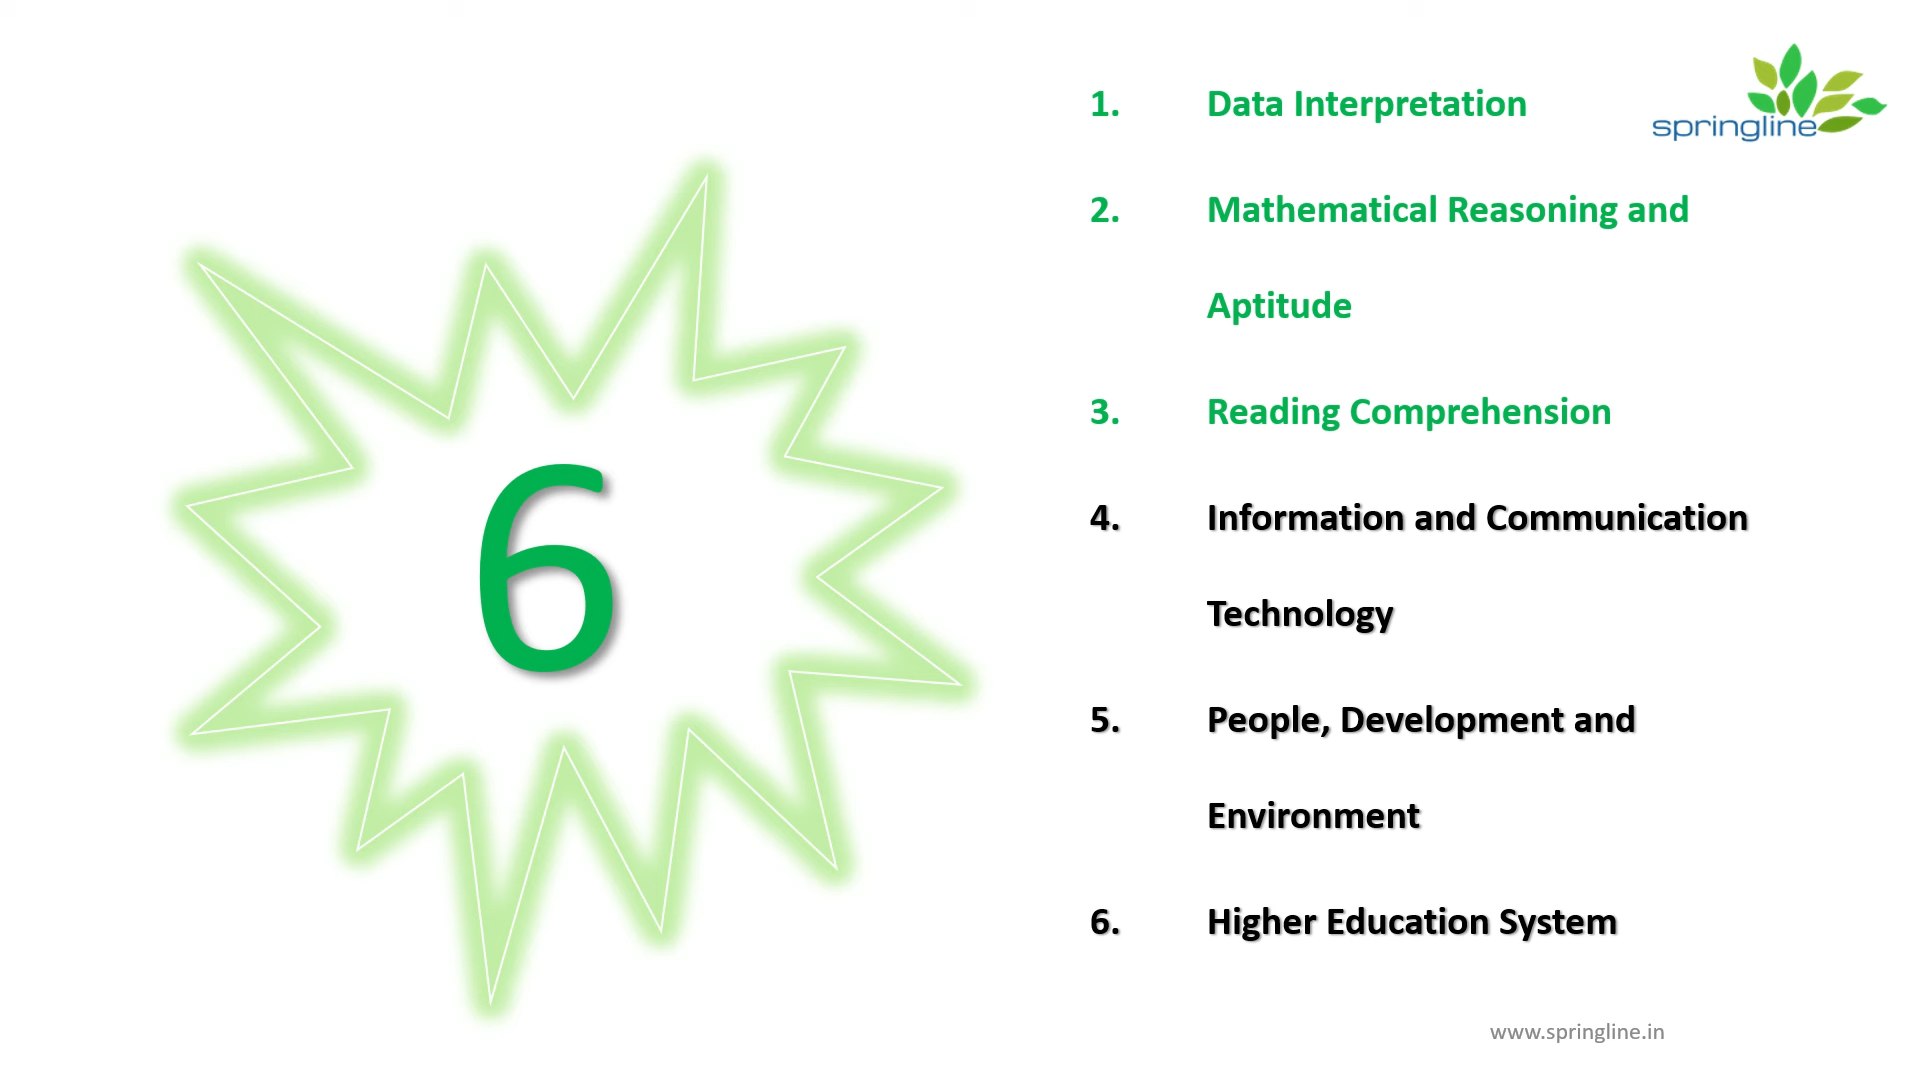 springline
1. Data Interpretation
2. Mathematical Reasoning and
Aptitude
3. Reading Comprehension
4. Information and Communication
Technology
5. People, Development and
Environment
6. Higher Education System
6
www.springline.in